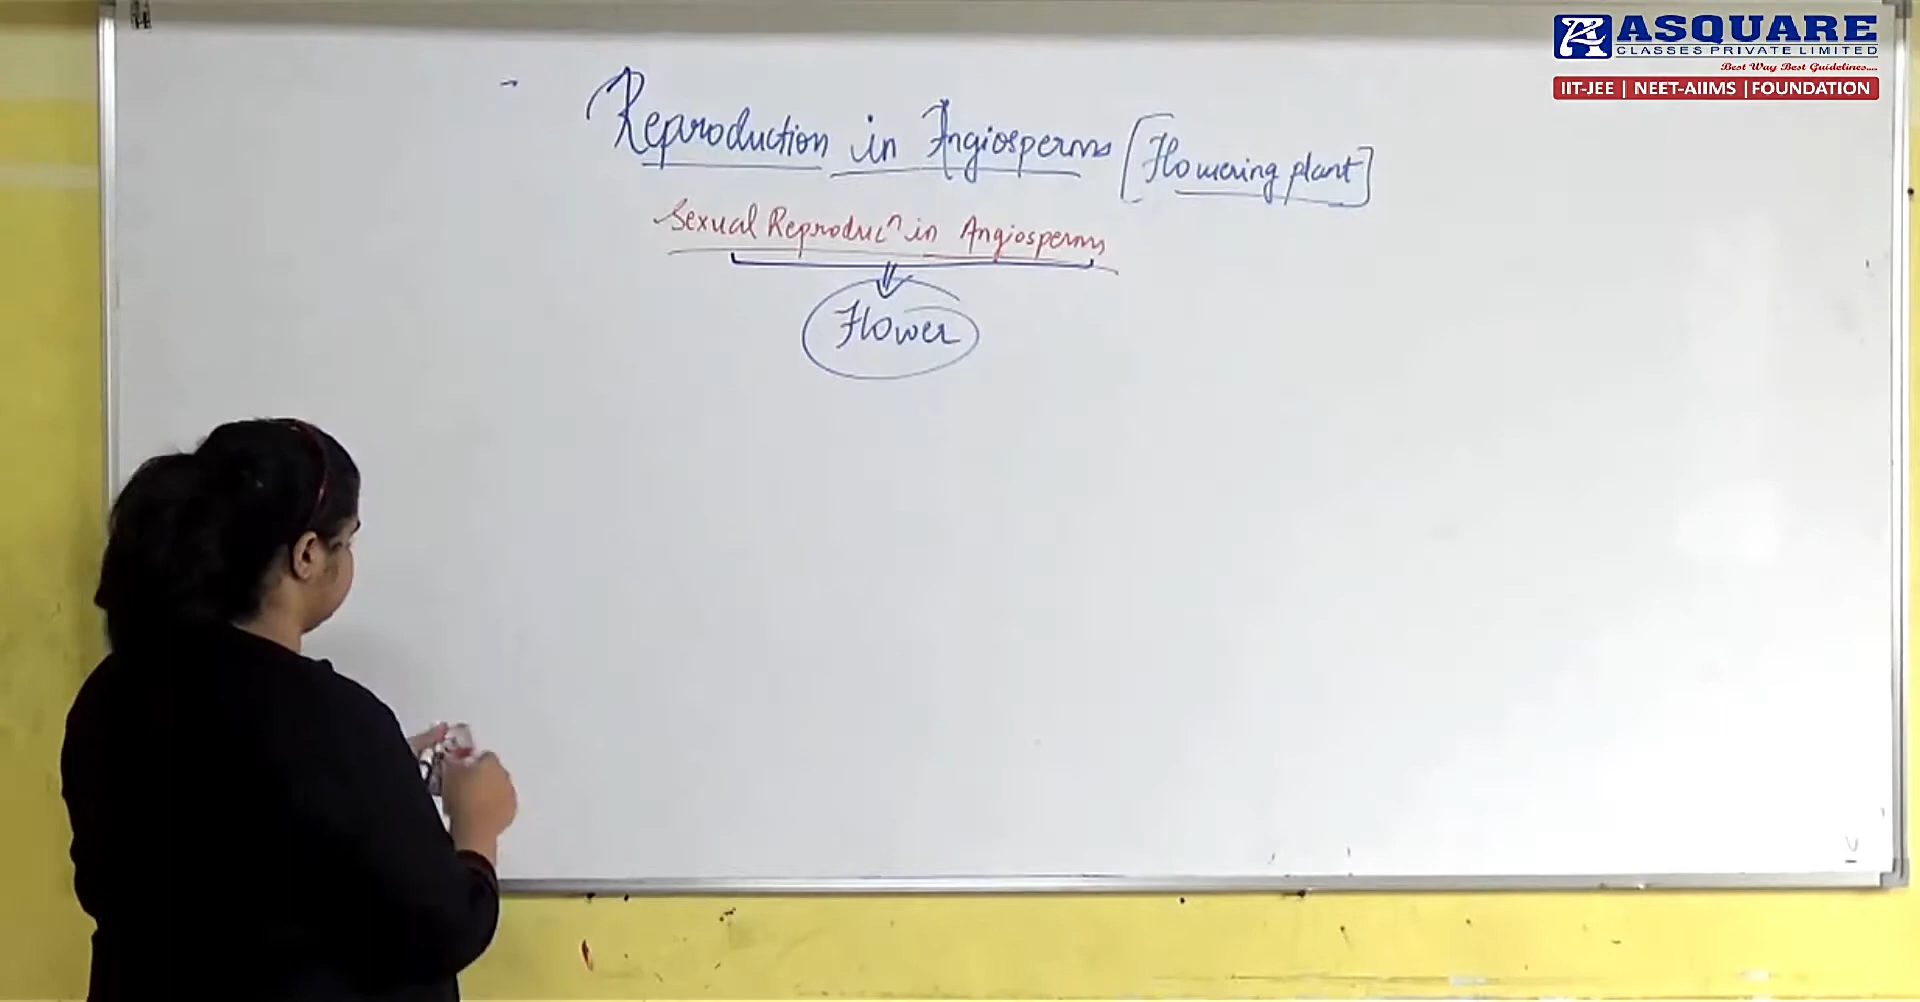 ASQUARE
CLASSES PRIVATE LIMITED
Best Way Best Guidelines....
IIT-JEE | NEET-AIIMS | FOUNDATION
Reproduction in Angiosperms [Flowering plant]
Sexual Reproducⁿ in Angiosperms
Flower